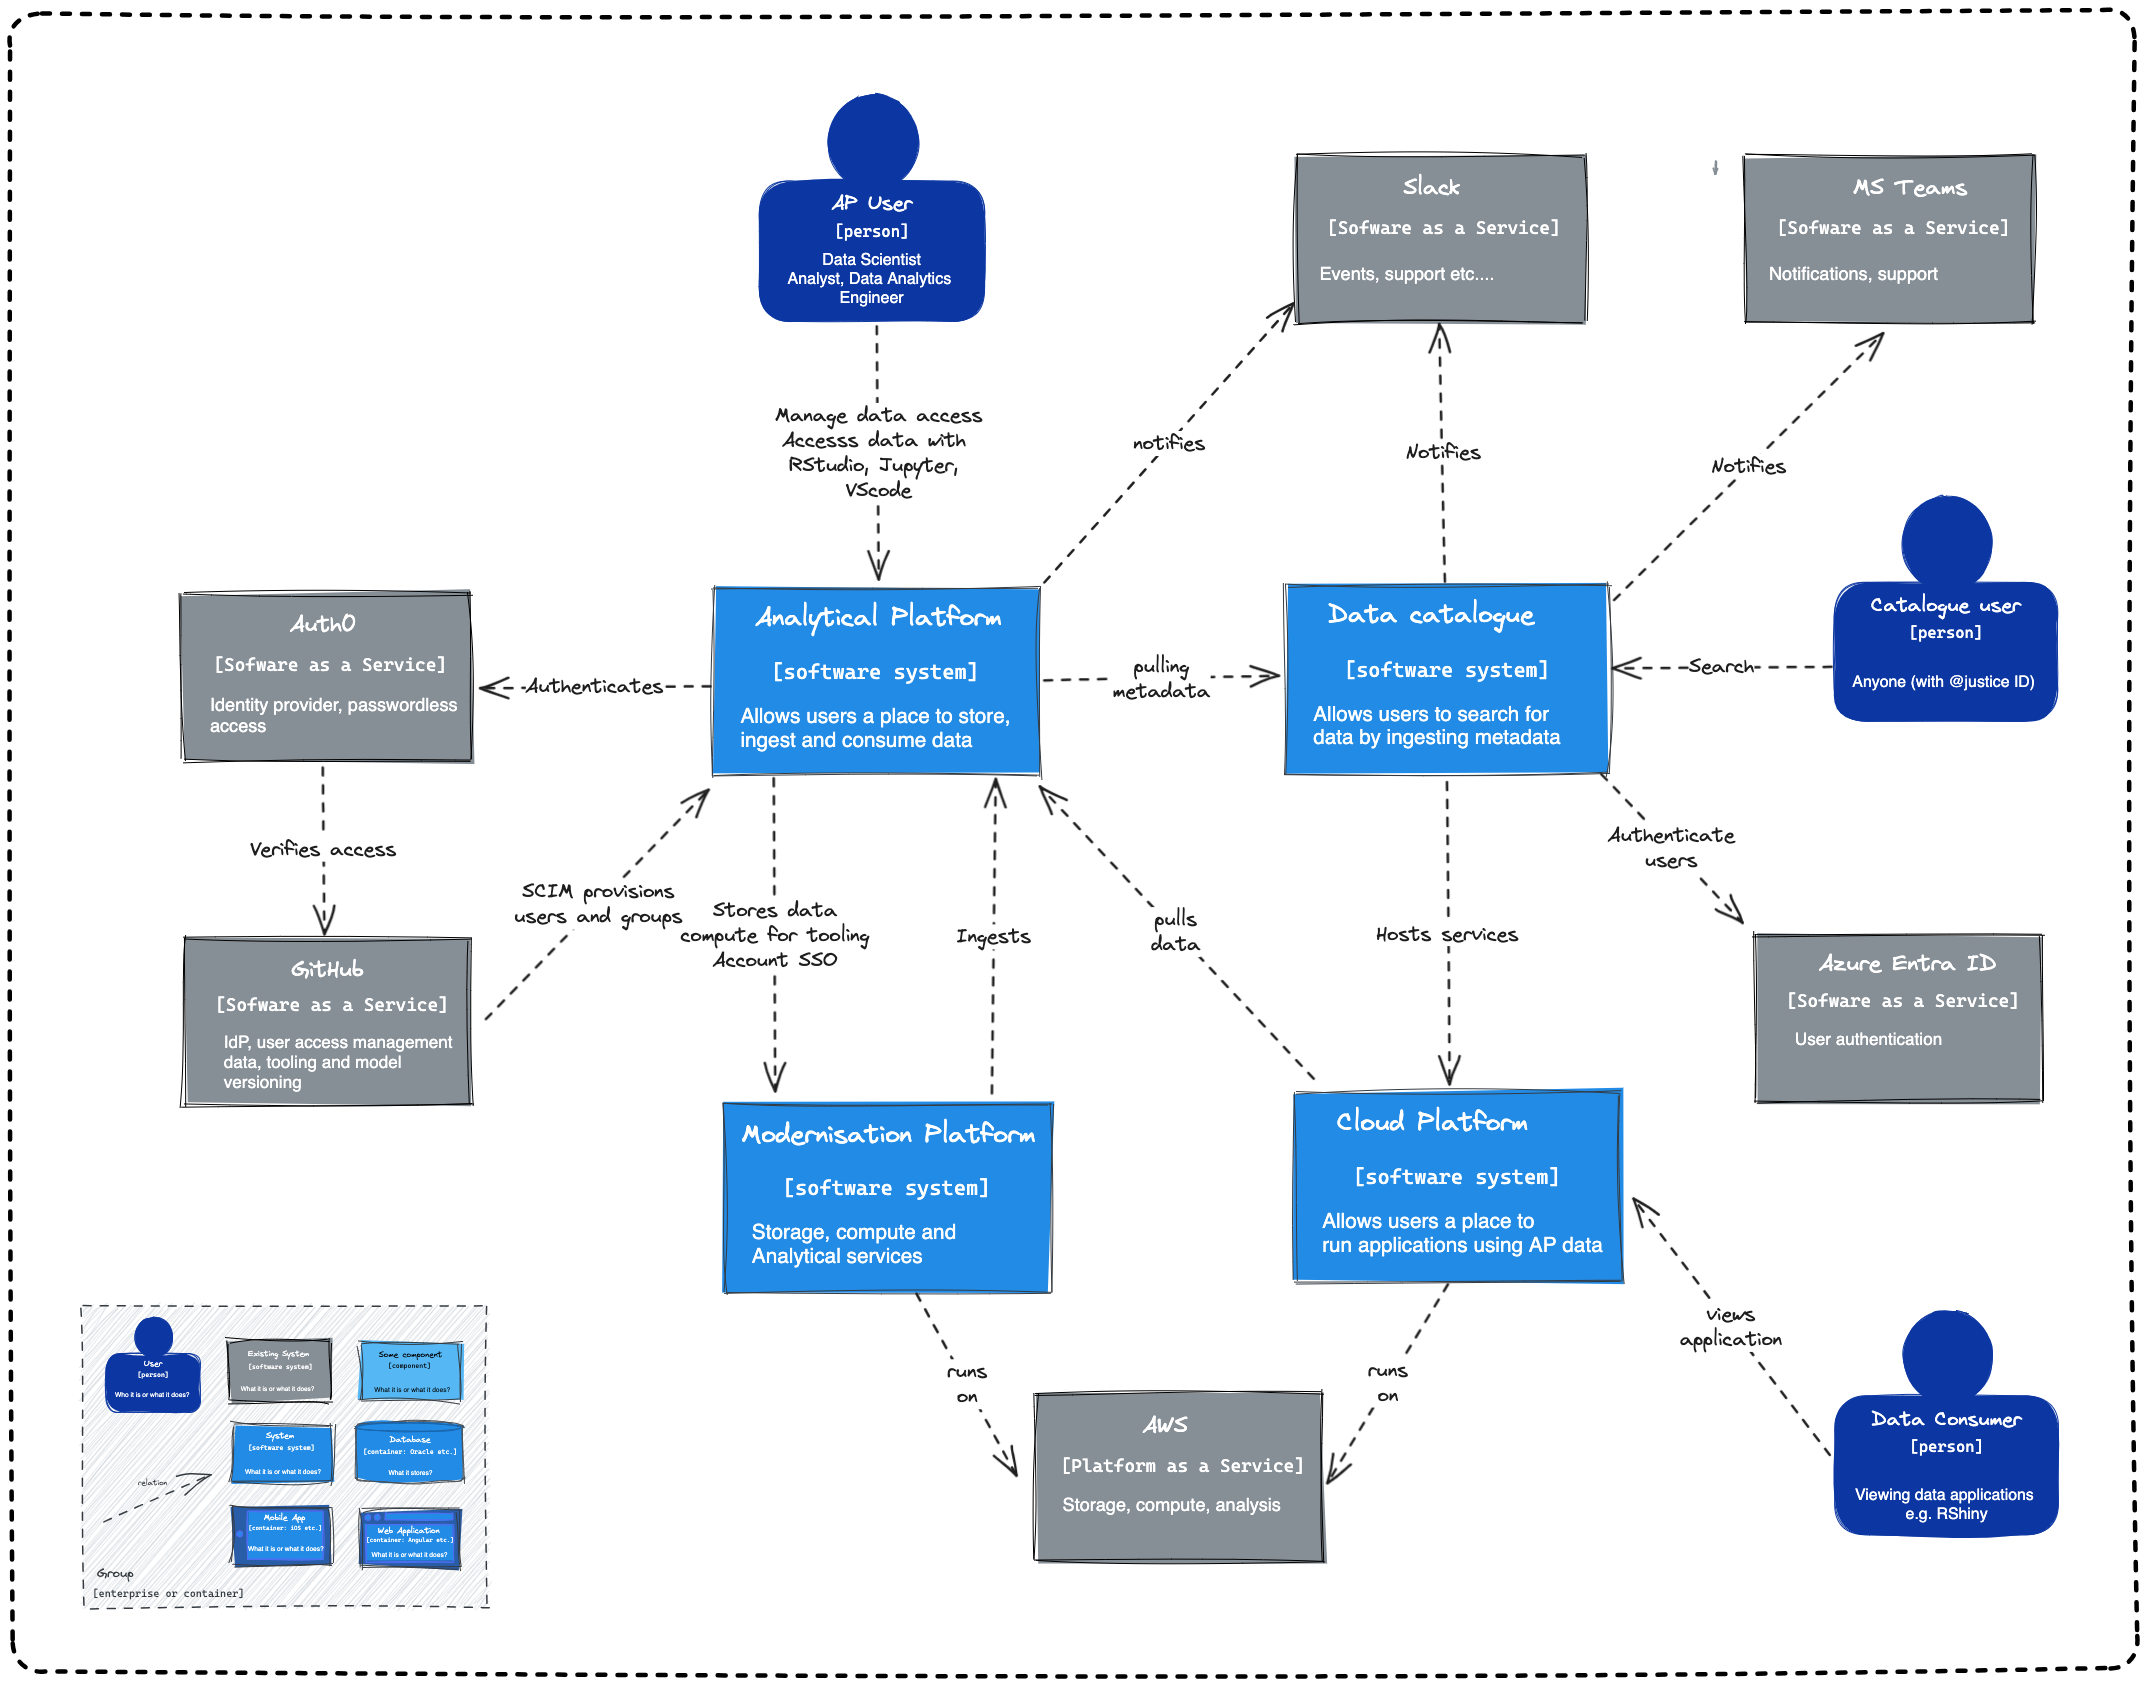 AP User
[person]
Data Scientist
Analyst, Data Analytics
Engineer
Slack
[Sofware as a Service]
Events, support etc....
MS Teams
[Sofware as a Service]
Notifications, support
Manage data access
Accesss data with
RStudio, Jupyter,
VScode
notifies
Notifies
Notifies
Catalogue user
[person]
Anyone (with @justice ID)
Search
Auth0
[Sofware as a Service]
Identity provider, passwordless
access
Authenticates
Analytical Platform
[software system]
Allows users a place to store,
ingest and consume data
pulling
metadata
Data catalogue
[software system]
Allows users to search for
data by ingesting metadata
Verifies access
SCIM provisions
users and groups
Stores data
compute for tooling
Account SSO
Ingests
pulls
data
Hosts services
Authenticate
users
GitHub
[Sofware as a Service]
IdP, user access management
data, tooling and model
versioning
Azure Entra ID
[Sofware as a Service]
User authentication
Modernisation Platform
[software system]
Storage, compute and
Analytical services
Cloud Platform
[software system]
Allows users a place to
run applications using AP data
runs
on
runs
on
views
application
AWS
[Platform as a Service]
Storage, compute, analysis
Data Consumer
[person]
Viewing data applications
e.g. RShiny
User
[person]
Who it is or what it does?
Existing System
[software system]
What it is or what it does?
Some component
[component]
What it is or what it does?
System
[software system]
What it is or what it does?
Database
[container: Oracle etc.]
What it stores?
relation
Mobile App
[container: iOS etc.]
What it is or what it does?
Web Application
[container: Angular etc.]
What it is or what it does?
Group
[enterprise or container]